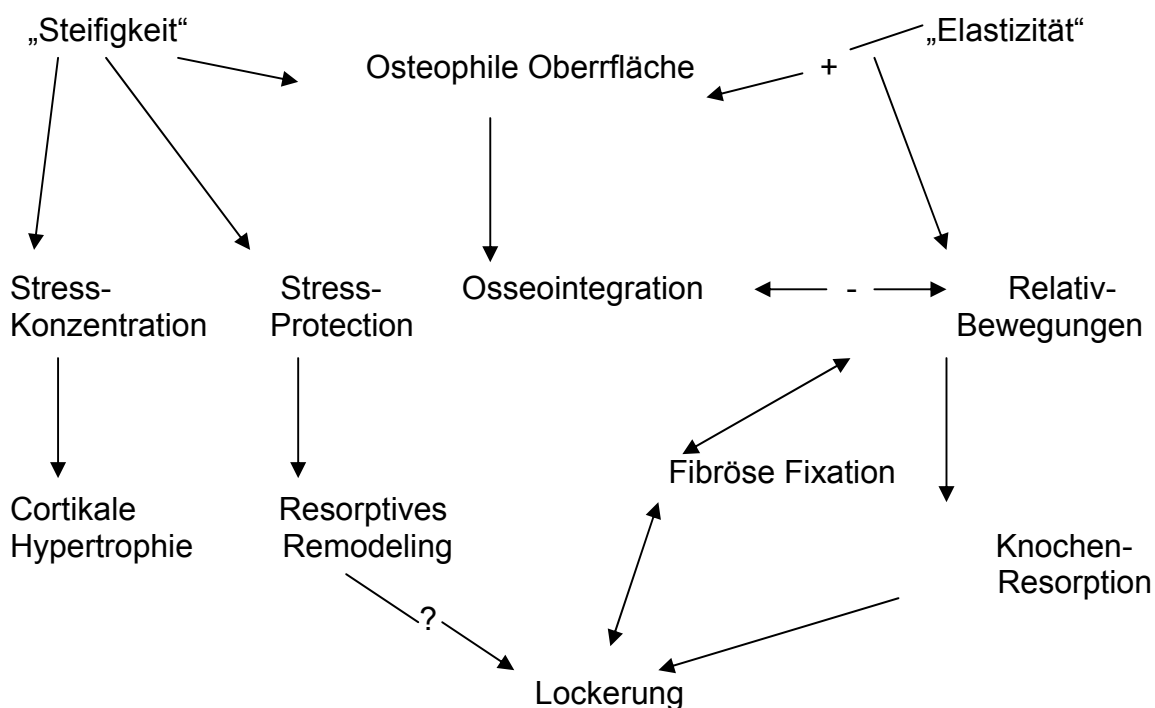 „Steifigkeit“
„Elastizität“
Osteophile Oberrfläche
+
Stress-
Konzentration
Stress-
Protection
Osseointegration
-
Relativ-
Bewegungen
Fibröse Fixation
Cortikale
Hypertrophie
Resorptives
Remodeling
Knochen-
Resorption
?
Lockerung